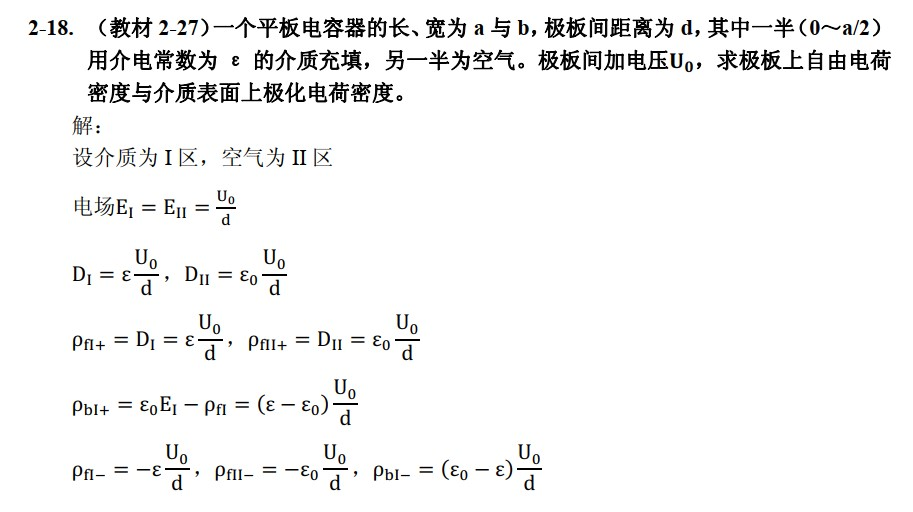 2-18. （教材 2-27）一个平板电容器的长、宽为 a 与 b，极板间距离为 d，其中一半（0～a/2）
用介电常数为 ε 的介质充填，另一半为空气。极板间加电压U₀，求极板上自由电荷
密度与介质表面上极化电荷密度。
解：
设介质为 I 区，空气为 II 区
电场E_I = E_II = U₀/d
D_I = ε U₀/d，D_II = ε₀ U₀/d
ρ_fI+ = D_I = ε U₀/d，ρ_fII+ = D_II = ε₀ U₀/d
ρ_bI+ = ε₀E_I − ρ_fI = (ε − ε₀) U₀/d
ρ_fI− = −ε U₀/d，ρ_fII− = −ε₀ U₀/d，ρ_bI− = (ε₀ − ε) U₀/d